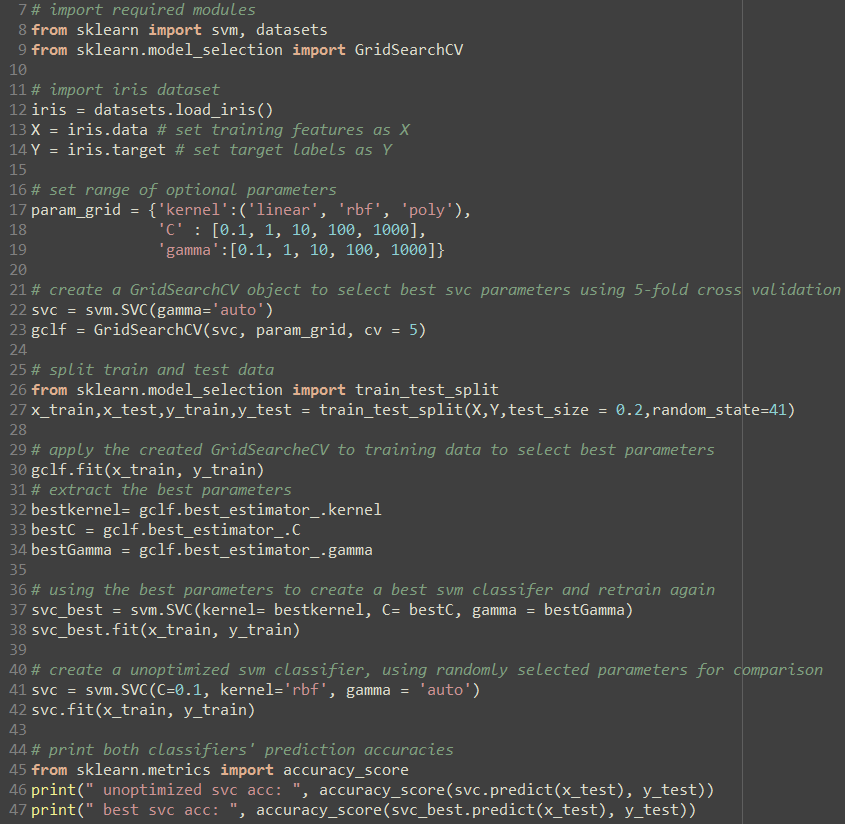 7 # import required modules
8 from sklearn import svm, datasets
9 from sklearn.model_selection import GridSearchCV
10
11 # import iris dataset
12 iris = datasets.load_iris()
13 X = iris.data # set training features as X
14 Y = iris.target # set target labels as Y
15
16 # set range of optional parameters
17 param_grid = {'kernel':('linear', 'rbf', 'poly'),
18               'C' : [0.1, 1, 10, 100, 1000],
19               'gamma':[0.1, 1, 10, 100, 1000]}
20
21 # create a GridSearchCV object to select best svc parameters using 5-fold cross validation
22 svc = svm.SVC(gamma='auto')
23 gclf = GridSearchCV(svc, param_grid, cv = 5)
24
25 # split train and test data
26 from sklearn.model_selection import train_test_split
27 x_train,x_test,y_train,y_test = train_test_split(X,Y,test_size = 0.2,random_state=41)
28
29 # apply the created GridSearcheCV to training data to select best parameters
30 gclf.fit(x_train, y_train)
31 # extract the best parameters
32 bestkernel= gclf.best_estimator_.kernel
33 bestC = gclf.best_estimator_.C
34 bestGamma = gclf.best_estimator_.gamma
35
36 # using the best parameters to create a best svm classifer and retrain again
37 svc_best = svm.SVC(kernel= bestkernel, C= bestC, gamma = bestGamma)
38 svc_best.fit(x_train, y_train)
39
40 # create a unoptimized svm classifier, using randomly selected parameters for comparison
41 svc = svm.SVC(C=0.1, kernel='rbf', gamma = 'auto')
42 svc.fit(x_train, y_train)
43
44 # print both classifiers' prediction accuracies
45 from sklearn.metrics import accuracy_score
46 print(" unoptimized svc acc: ", accuracy_score(svc.predict(x_test), y_test))
47 print(" best svc acc: ", accuracy_score(svc_best.predict(x_test), y_test))